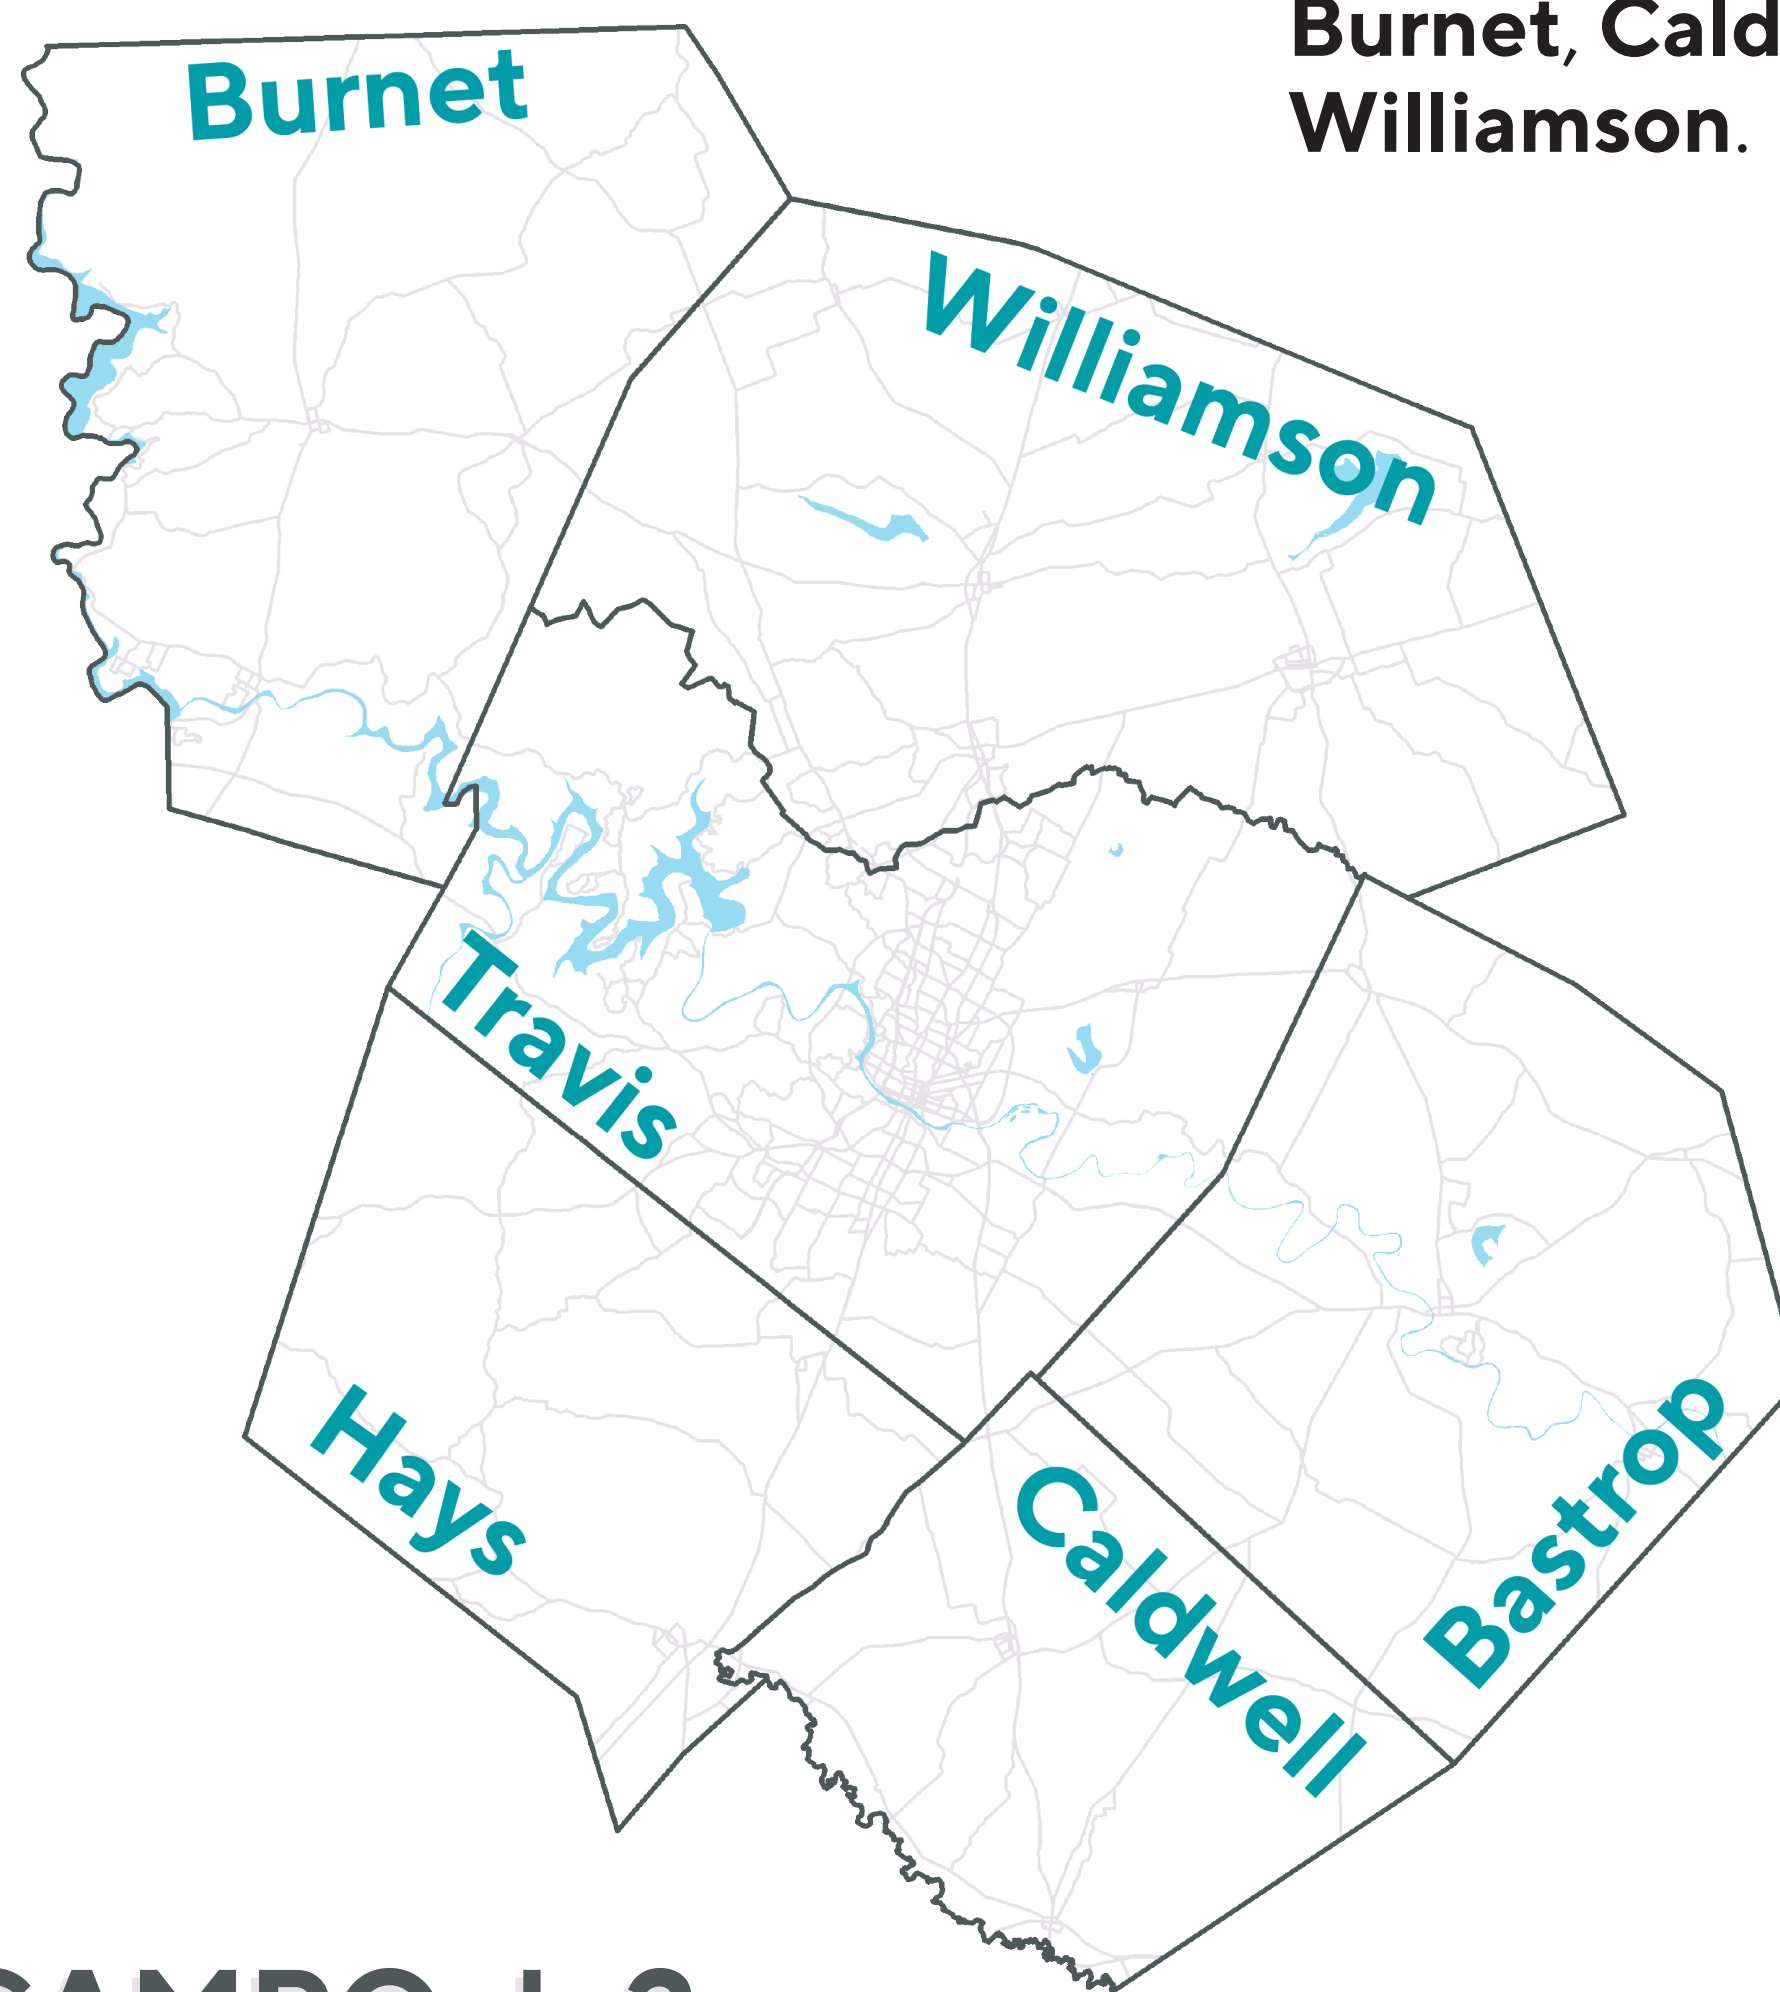 Burnet, Cald
Williamson.
Burnet
Williamson
Travis
Hays
Caldwell
Bastrop